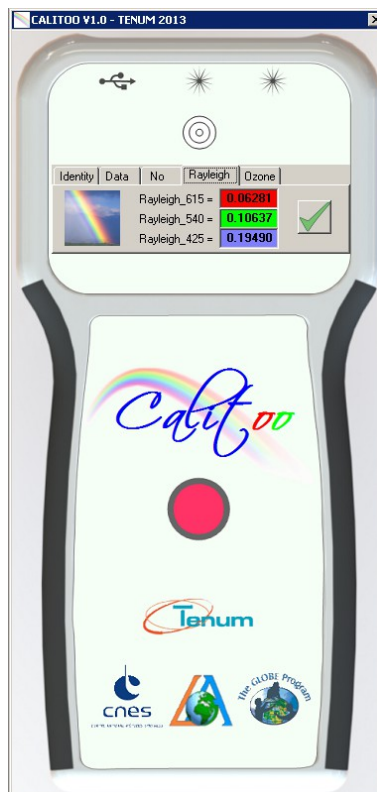 CALITOO V1.0 - TENUM 2013
Identity Data No Rayleigh Ozone
Rayleigh_615 = 0.06281
Rayleigh_540 = 0.10637
Rayleigh_425 = 0.19490
Calitoo
Tenum
cnes
The GLOBE Program